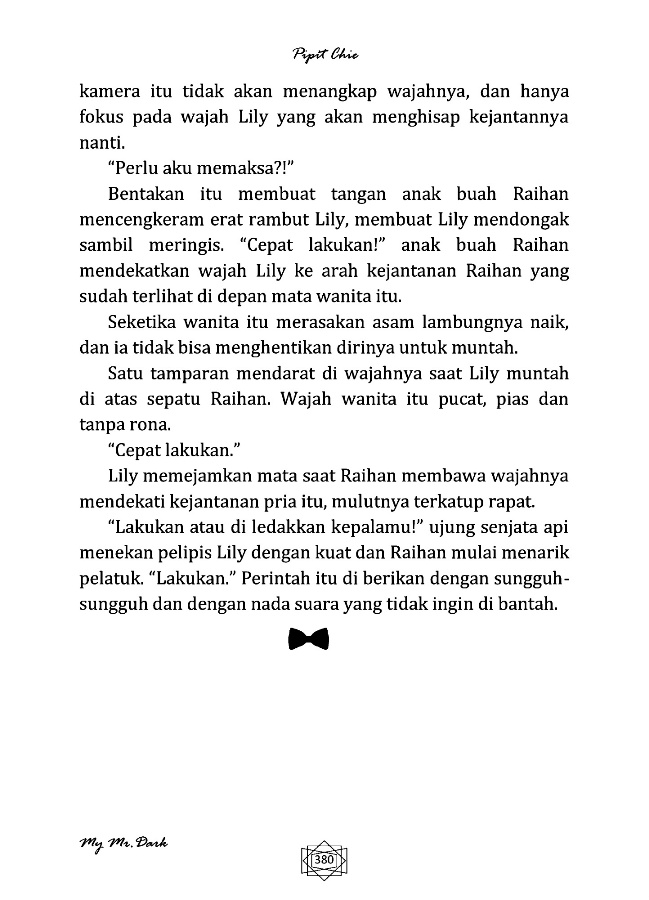 Pipit Chie
kamera itu tidak akan menangkap wajahnya, dan hanya
fokus pada wajah Lily yang akan menghisap kejantannya
nanti.
“Perlu aku memaksa?!”
Bentakan itu membuat tangan anak buah Raihan
mencengkeram erat rambut Lily, membuat Lily mendongak
sambil meringis. “Cepat lakukan!” anak buah Raihan
mendekatkan wajah Lily ke arah kejantanan Raihan yang
sudah terlihat di depan mata wanita itu.
Seketika wanita itu merasakan asam lambungnya naik,
dan ia tidak bisa menghentikan dirinya untuk muntah.
Satu tamparan mendarat di wajahnya saat Lily muntah
di atas sepatu Raihan. Wajah wanita itu pucat, pias dan
tanpa rona.
“Cepat lakukan.”
Lily memejamkan mata saat Raihan membawa wajahnya
mendekati kejantanan pria itu, mulutnya terkatup rapat.
“Lakukan atau di ledakkan kepalamu!” ujung senjata api
menekan pelipis Lily dengan kuat dan Raihan mulai menarik
pelatuk. “Lakukan.” Perintah itu di berikan dengan sungguh-
sungguh dan dengan nada suara yang tidak ingin di bantah.
My Mr. Dark
380